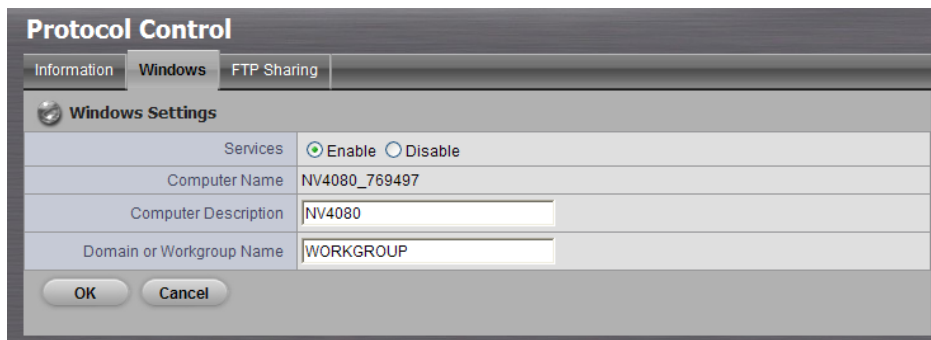 Protocol Control
Information Windows FTP Sharing
Windows Settings
Services Enable Disable
Computer Name NV4080_769497
Computer Description NV4080
Domain or Workgroup Name WORKGROUP
OK Cancel